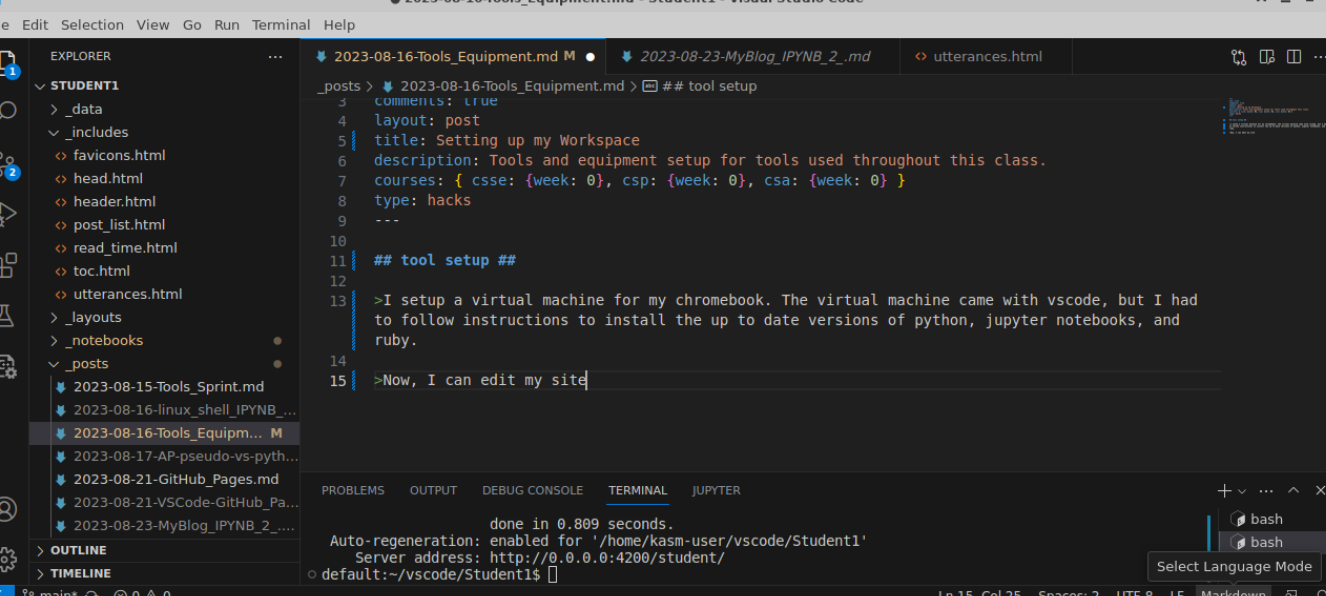 2023-08-16-Tools_Equipment.md - Student1 - Visual Studio Code
Edit Selection View Go Run Terminal Help
EXPLORER
STUDENT1
_data
_includes
favicons.html
head.html
header.html
post_list.html
read_time.html
toc.html
utterances.html
_layouts
_notebooks
_posts
2023-08-15-Tools_Sprint.md
2023-08-16-linux_shell_IPYNB_...
2023-08-16-Tools_Equipm... M
2023-08-17-AP-pseudo-vs-pyth...
2023-08-21-GitHub_Pages.md
2023-08-21-VSCode-GitHub_Pa...
2023-08-23-MyBlog_IPYNB_2_....
OUTLINE
TIMELINE
1
2
2023-08-16-Tools_Equipment.md M
2023-08-23-MyBlog_IPYNB_2_.md
utterances.html
_posts > 2023-08-16-Tools_Equipment.md > ## tool setup
3 comments: true
4 layout: post
5 title: Setting up my Workspace
6 description: Tools and equipment setup for tools used throughout this class.
7 courses: { csse: {week: 0}, csp: {week: 0}, csa: {week: 0} }
8 type: hacks
9 ---
10
11 ## tool setup ##
12
13 >I setup a virtual machine for my chromebook. The virtual machine came with vscode, but I had
to follow instructions to install the up to date versions of python, jupyter notebooks, and
ruby.
14
15 >Now, I can edit my site
PROBLEMS OUTPUT DEBUG CONSOLE TERMINAL JUPYTER
done in 0.809 seconds.
Auto-regeneration: enabled for '/home/kasm-user/vscode/Student1'
Server address: http://0.0.0.0:4200/student/
default:~/vscode/Student1$
bash
bash
Select Language Mode
main* 0 0
Ln 15, Col 25 Spaces: 2 UTF-8 LF Markdown